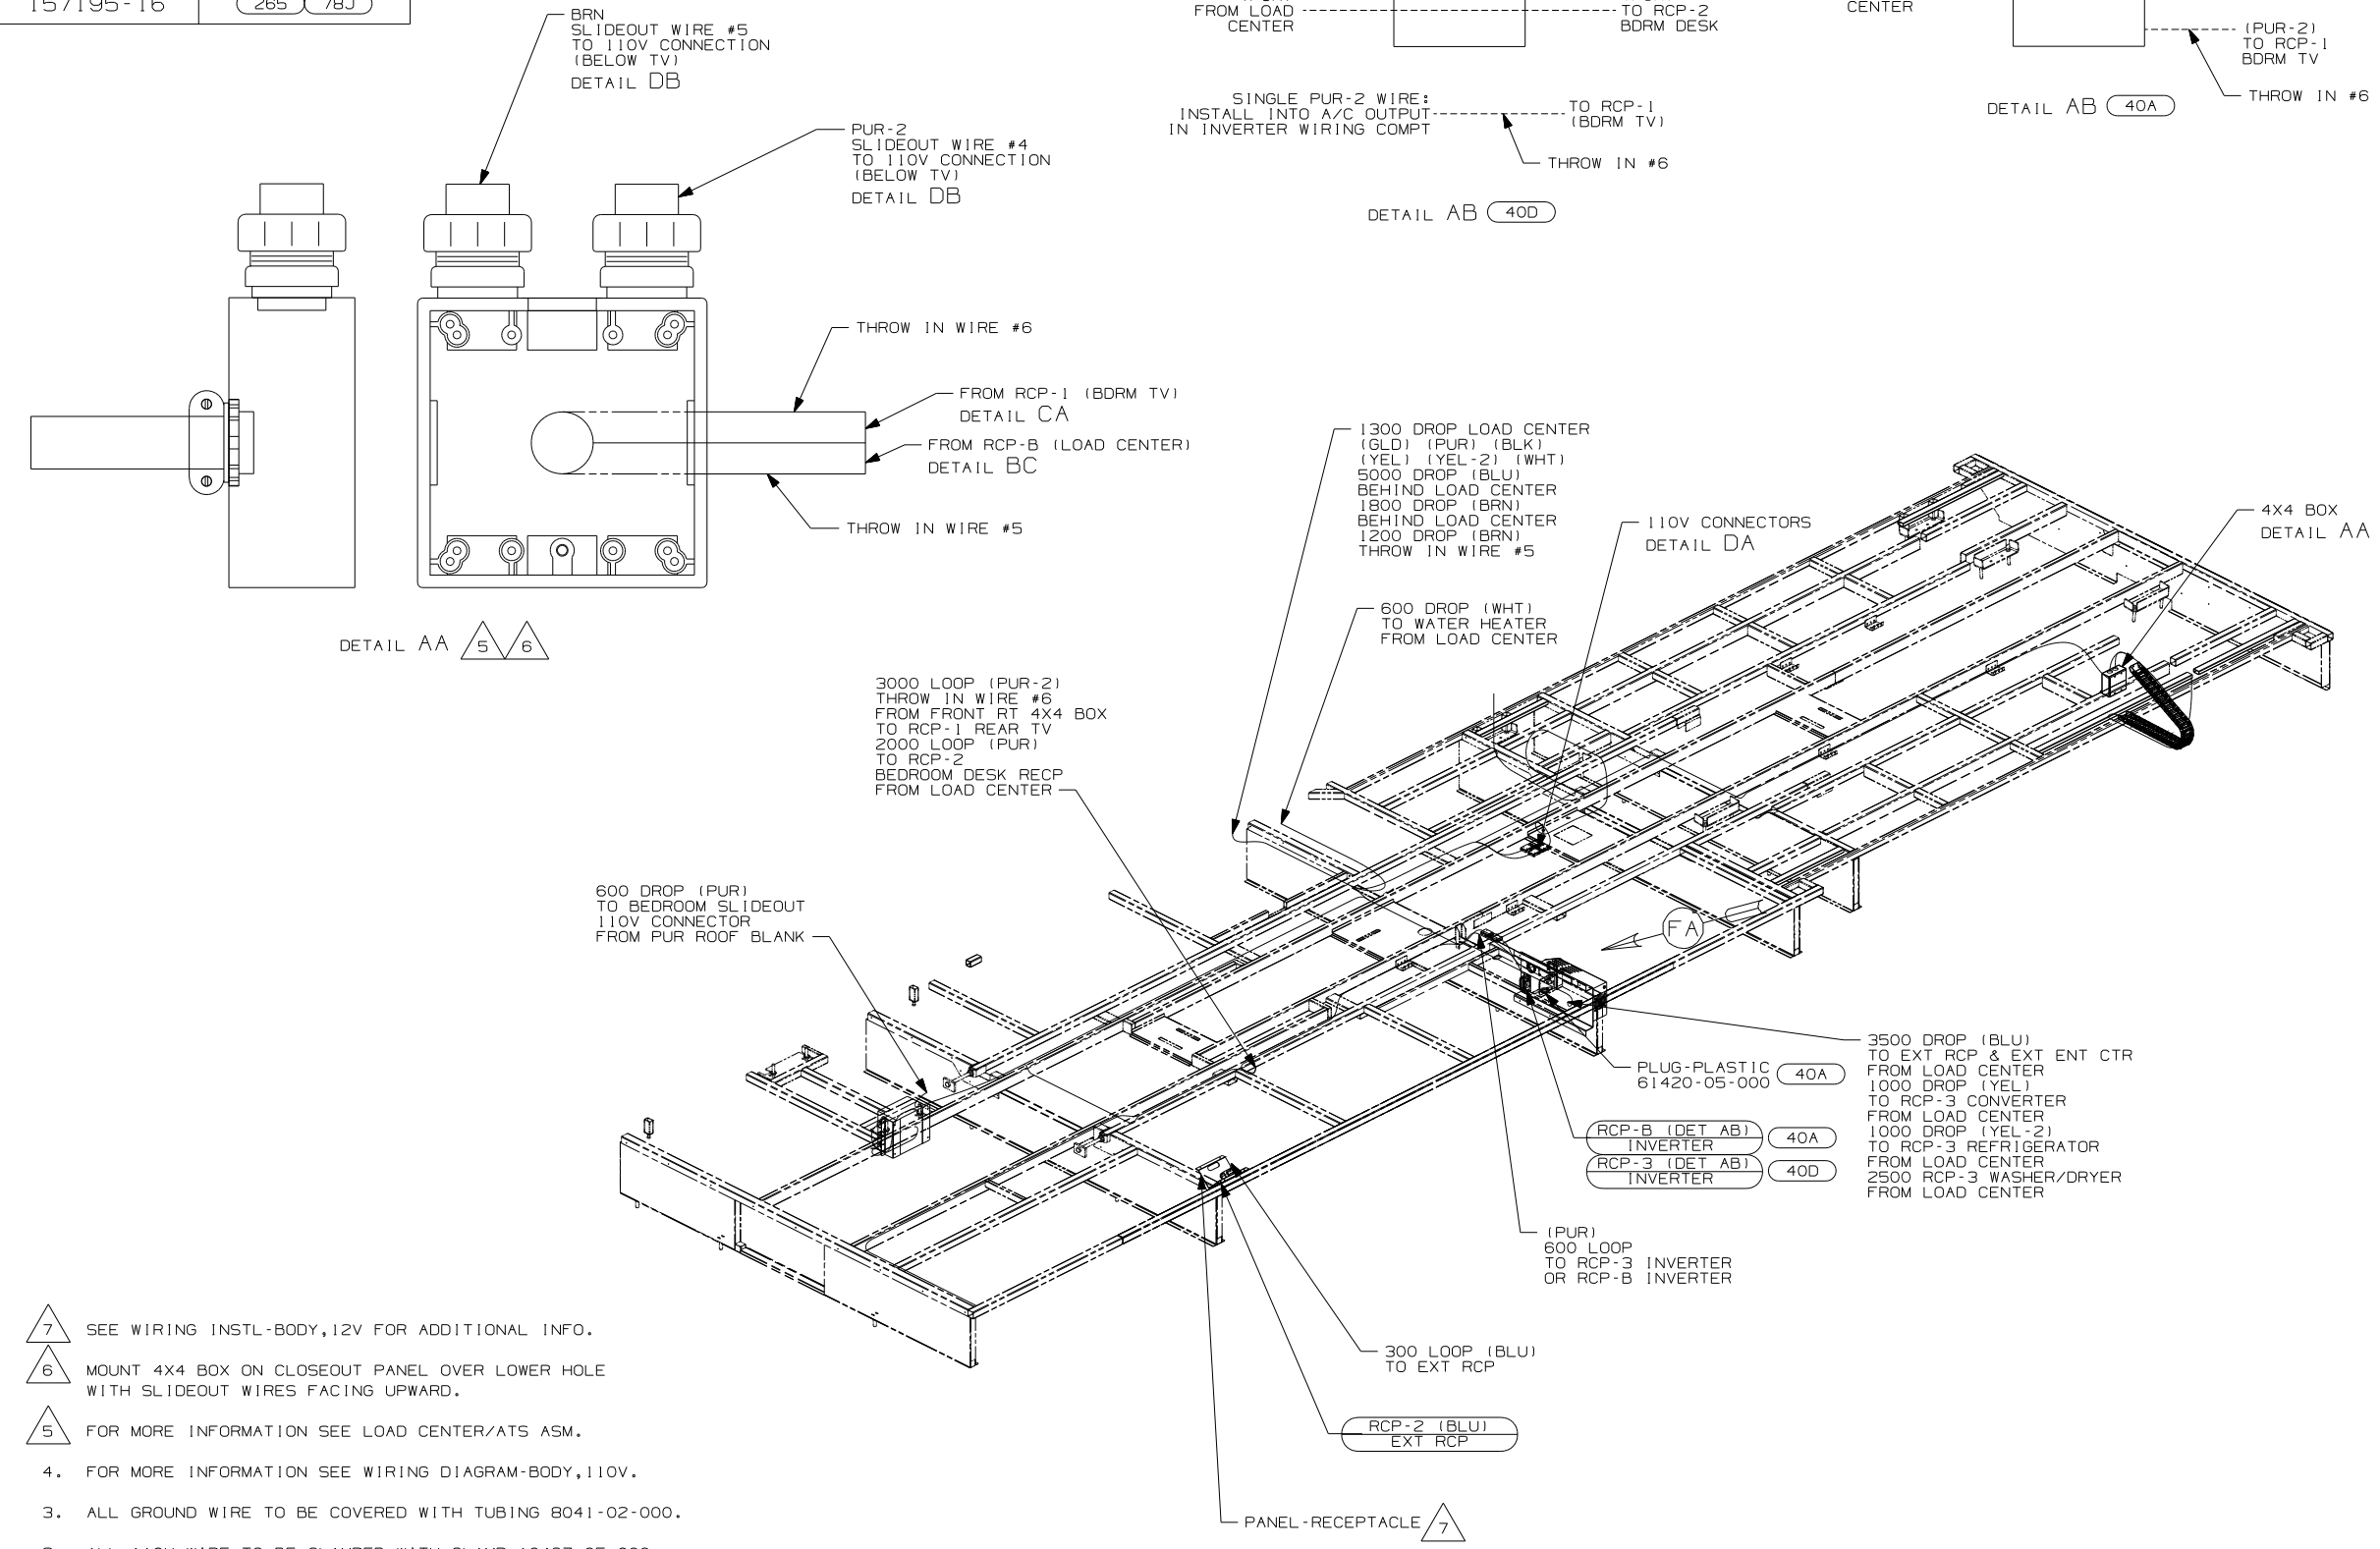 157195-16
265
78J
BRN
SLIDEOUT WIRE #5
TO 110V CONNECTION
(BELOW TV)
DETAIL DB
PUR-2
SLIDEOUT WIRE #4
TO 110V CONNECTION
(BELOW TV)
DETAIL DB
FROM LOAD
CENTER
TO RCP-2
BDRM DESK
SINGLE PUR-2 WIRE:
INSTALL INTO A/C OUTPUT
IN INVERTER WIRING COMPT
TO RCP-1
(BDRM TV)
THROW IN #6
DETAIL AB 40D
CENTER
(PUR-2)
TO RCP-1
BDRM TV
THROW IN #6
DETAIL AB 40A
THROW IN WIRE #6
FROM RCP-1 (BDRM TV)
DETAIL CA
FROM RCP-B (LOAD CENTER)
DETAIL BC
THROW IN WIRE #5
DETAIL AA 5 6
1300 DROP LOAD CENTER
(GLD) (PUR) (BLK)
(YEL) (YEL-2) (WHT)
5000 DROP (BLU)
BEHIND LOAD CENTER
1800 DROP (BRN)
BEHIND LOAD CENTER
1200 DROP (BRN)
THROW IN WIRE #5
110V CONNECTORS
DETAIL DA
4X4 BOX
DETAIL AA
600 DROP (WHT)
TO WATER HEATER
FROM LOAD CENTER
3000 LOOP (PUR-2)
THROW IN WIRE #6
FROM FRONT RT 4X4 BOX
TO RCP-1 REAR TV
2000 LOOP (PUR)
TO RCP-2
BEDROOM DESK RECP
FROM LOAD CENTER
600 DROP (PUR)
TO BEDROOM SLIDEOUT
110V CONNECTOR
FROM PUR ROOF BLANK
FA
PLUG-PLASTIC
61420-05-000 40A
3500 DROP (BLU)
TO EXT RCP & EXT ENT CTR
FROM LOAD CENTER
1000 DROP (YEL)
TO RCP-3 CONVERTER
FROM LOAD CENTER
1000 DROP (YEL-2)
TO RCP-3 REFRIGERATOR
FROM LOAD CENTER
2500 RCP-3 WASHER/DRYER
FROM LOAD CENTER
RCP-B (DET AB)
INVERTER
40A
RCP-3 (DET AB)
INVERTER
40D
(PUR)
600 LOOP
TO RCP-3 INVERTER
OR RCP-B INVERTER
300 LOOP (BLU)
TO EXT RCP
RCP-2 (BLU)
EXT RCP
PANEL-RECEPTACLE 7
7 SEE WIRING INSTL-BODY,12V FOR ADDITIONAL INFO.
6 MOUNT 4X4 BOX ON CLOSEOUT PANEL OVER LOWER HOLE
WITH SLIDEOUT WIRES FACING UPWARD.
5 FOR MORE INFORMATION SEE LOAD CENTER/ATS ASM.
4. FOR MORE INFORMATION SEE WIRING DIAGRAM-BODY,110V.
3. ALL GROUND WIRE TO BE COVERED WITH TUBING 8041-02-000.